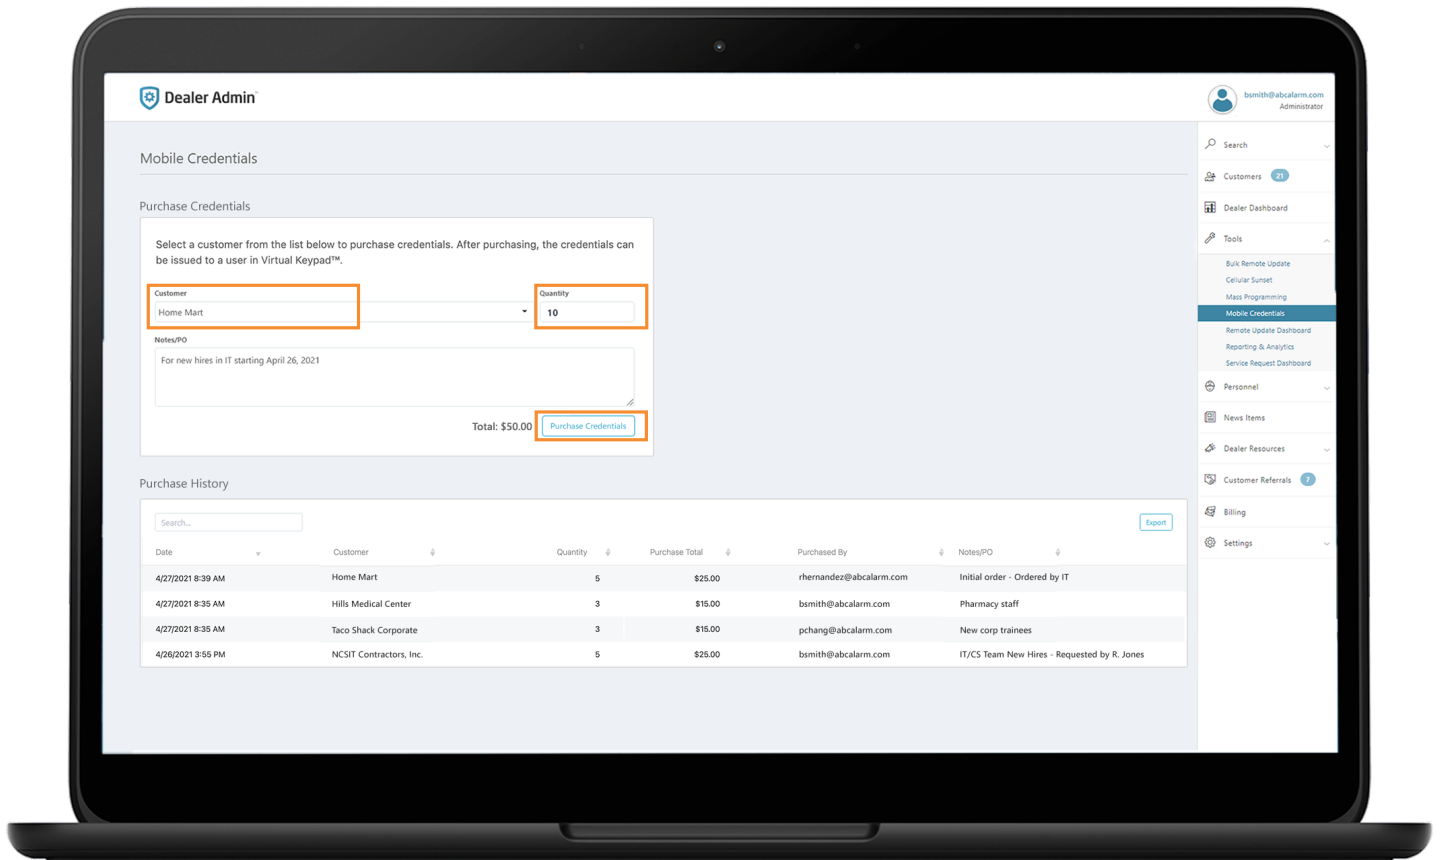 Dealer Admin™
bsmith@abcalarm.com
Administrator
Mobile Credentials
Purchase Credentials
Select a customer from the list below to purchase credentials. After purchasing, the credentials can
be issued to a user in Virtual Keypad™.
Customer
Quantity
Home Mart
10
Notes/PO
For new hires in IT starting April 26, 2021
Total: $50.00
Purchase Credentials
Purchase History
Search...
Export
Date Customer Quantity Purchase Total Purchased By Notes/PO
4/27/2021 8:39 AM Home Mart 5 $25.00 rhernandez@abcalarm.com Initial order - Ordered by IT
4/27/2021 8:35 AM Hills Medical Center 3 $15.00 bsmith@abcalarm.com Pharmacy staff
4/27/2021 8:35 AM Taco Shack Corporate 3 $15.00 pchang@abcalarm.com New corp trainees
4/26/2021 3:55 PM NCSIT Contractors, Inc. 5 $25.00 bsmith@abcalarm.com IT/CS Team New Hires - Requested by R. Jones
Search
Customers 21
Dealer Dashboard
Tools
Bulk Remote Update
Cellular Sunset
Mass Programming
Mobile Credentials
Remote Update Dashboard
Reporting & Analytics
Service Request Dashboard
Personnel
News Items
Dealer Resources
Customer Referrals 7
Billing
Settings